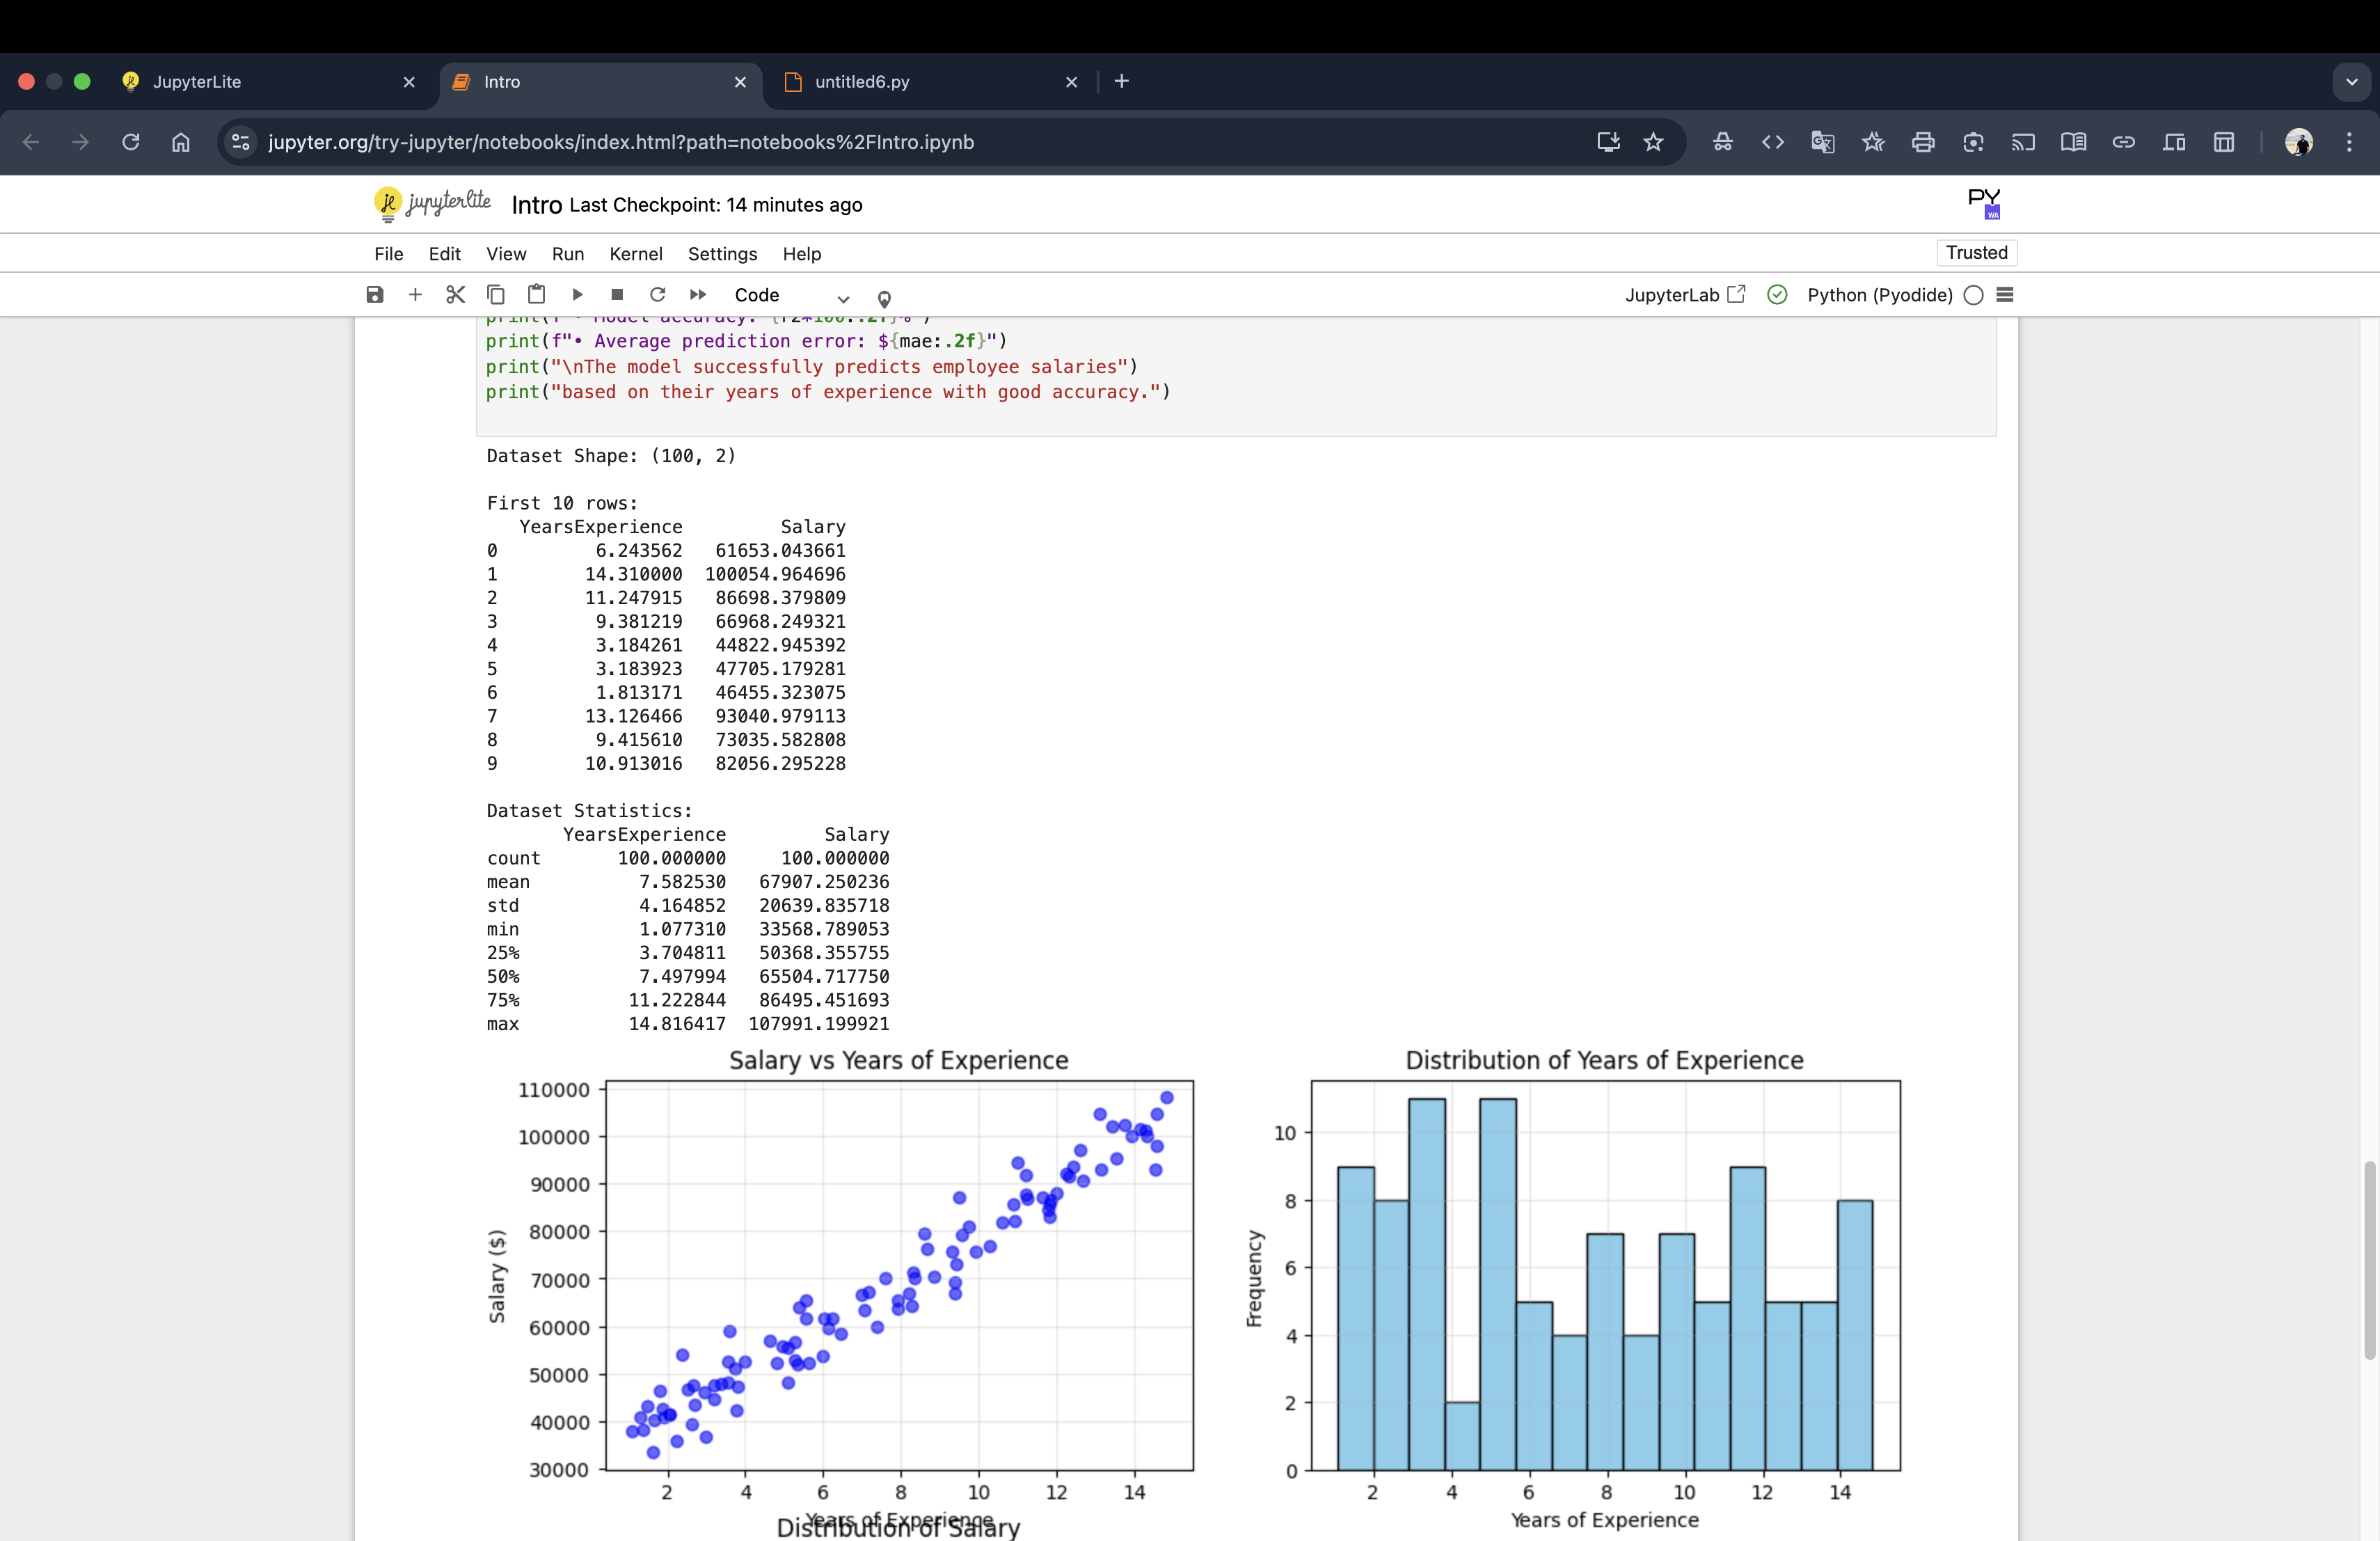 JupyterLite
Intro
untitled6.py
jupyter.org/try-jupyter/notebooks/index.html?path=notebooks%2FIntro.ipynb
jupyterlite Intro Last Checkpoint: 14 minutes ago
PY
WA
File Edit View Run Kernel Settings Help
Trusted
Code
JupyterLab Python (Pyodide)
print(f"• Model accuracy: {r2*100:.2f}%")
print(f"• Average prediction error: ${mae:.2f}")
print("\nThe model successfully predicts employee salaries")
print("based on their years of experience with good accuracy.")
Dataset Shape: (100, 2)
First 10 rows:
YearsExperience Salary
0 6.243562 61653.043661
1 14.310000 100054.964696
2 11.247915 86698.379809
3 9.381219 66968.249321
4 3.184261 44822.945392
5 3.183923 47705.179281
6 1.813171 46455.323075
7 13.126466 93040.979113
8 9.415610 73035.582808
9 10.913016 82056.295228
Dataset Statistics:
YearsExperience Salary
count 100.000000 100.000000
mean 7.582530 67907.250236
std 4.164852 20639.835718
min 1.077310 33568.789053
25% 3.704811 50368.355755
50% 7.497994 65504.717750
75% 11.222844 86495.451693
max 14.816417 107991.199921
Salary vs Years of Experience
110000
100000
90000
80000
70000
60000
50000
40000
30000
Salary ($)
2 4 6 8 10 12 14
Years of Experience
Distribution of Years of Experience
10
8
6
4
2
0
Frequency
2 4 6 8 10 12 14
Years of Experience
Distribution of Salary